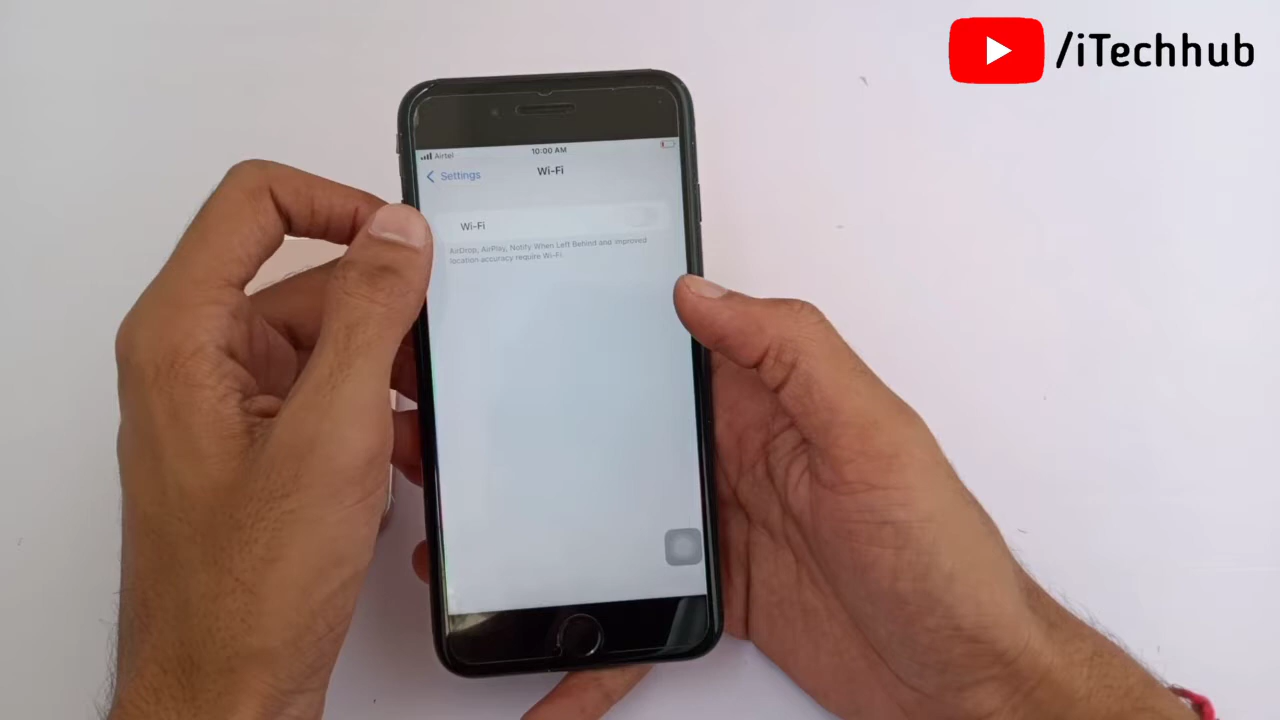 /iTechhub
Airtel
10:00 AM
Settings
Wi-Fi
Wi-Fi
AirDrop, AirPlay, Notify When Left Behind and improved
location accuracy require Wi-Fi.